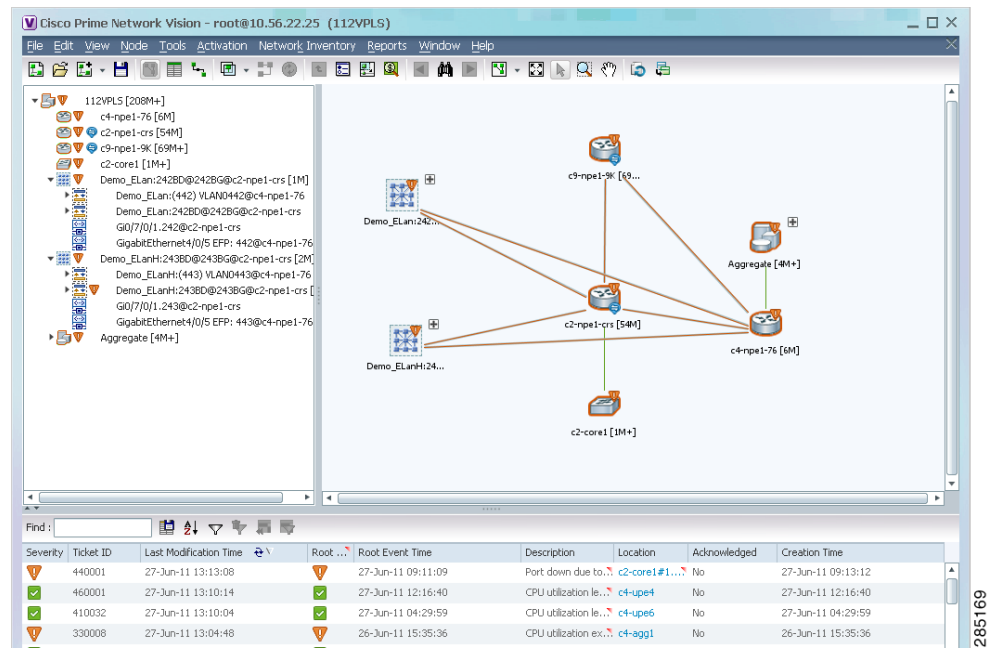 Cisco Prime Network Vision - root@10.56.22.25 (112VPLS)
File Edit View Node Tools Activation Network Inventory Reports Window Help
112VPLS [208M+]
c4-npe1-76 [6M]
c2-npe1-crs [54M]
c9-npe1-9K [69M+]
c2-core1 [1M+]
Demo_ELan:242BD@242BG@c2-npe1-crs [1M]
Demo_ELan:(442) VLAN0442@c4-npe1-76
Demo_ELan:242BD@242BG@c2-npe1-crs
Gi0/7/0/1.242@c2-npe1-crs
GigabitEthernet4/0/5 EFP: 442@c4-npe1-76
Demo_ELanH:243BD@243BG@c2-npe1-crs [2M]
Demo_ELanH:(443) VLAN0443@c4-npe1-76
Demo_ELanH:243BD@243BG@c2-npe1-crs [
Gi0/7/0/1.243@c2-npe1-crs
GigabitEthernet4/0/5 EFP: 443@c4-npe1-76
Aggregate [4M+]
c9-npe1-9K [69...
Demo_ELan:242...
Aggregate [4M+]
c2-npe1-crs [54M]
c4-npe1-76 [6M]
Demo_ELanH:24...
c2-core1 [1M+]
Find :
Severity Ticket ID Last Modification Time Root ... Root Event Time Description Location Acknowledged Creation Time
440001 27-Jun-11 13:13:08 27-Jun-11 09:11:09 Port down due to... c2-core1#1... No 27-Jun-11 09:13:12
460001 27-Jun-11 13:10:14 27-Jun-11 12:16:40 CPU utilization le... c4-upe4 No 27-Jun-11 12:16:40
410032 27-Jun-11 13:10:04 27-Jun-11 04:29:59 CPU utilization le... c4-upe6 No 27-Jun-11 04:29:59
330008 27-Jun-11 13:04:48 26-Jun-11 15:35:36 CPU utilization ex... c4-agg1 No 26-Jun-11 15:35:36
285169